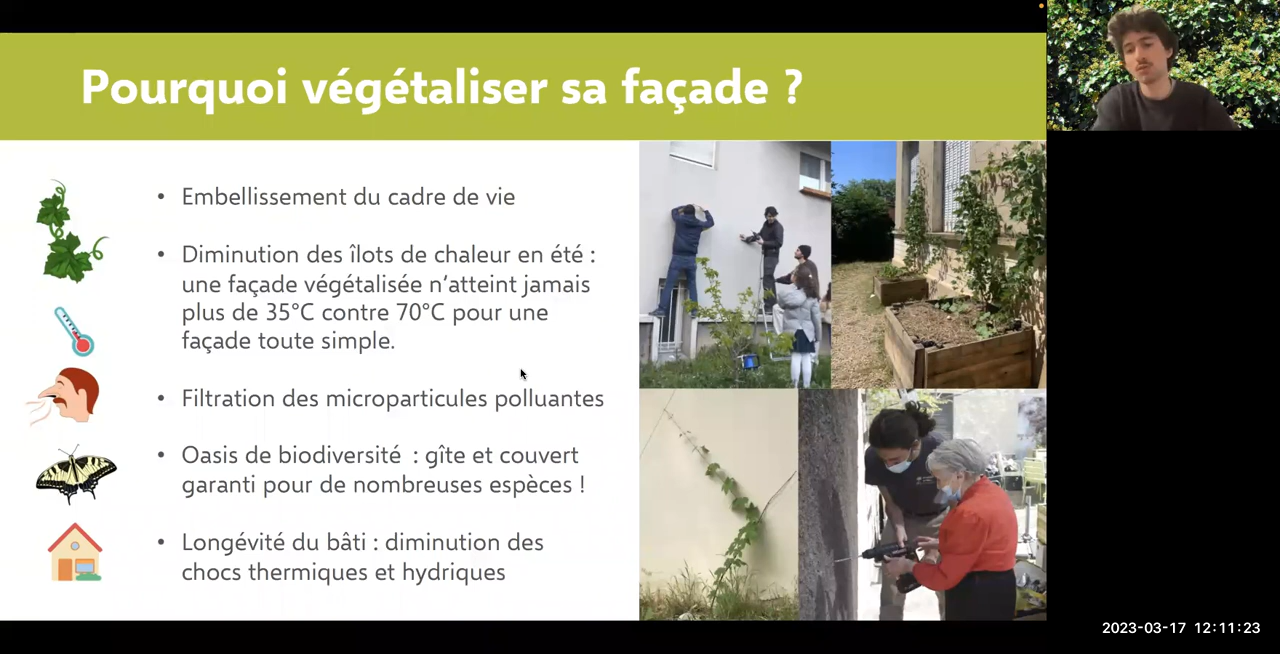 Pourquoi végétaliser sa façade ?
• Embellissement du cadre de vie
• Diminution des îlots de chaleur en été :
une façade végétalisée n’atteint jamais
plus de 35°C contre 70°C pour une
façade toute simple.
• Filtration des microparticules polluantes
• Oasis de biodiversité  : gîte et couvert
garanti pour de nombreuses espèces !
• Longévité du bâti : diminution des
chocs thermiques et hydriques
2023-03-17 12:11:23